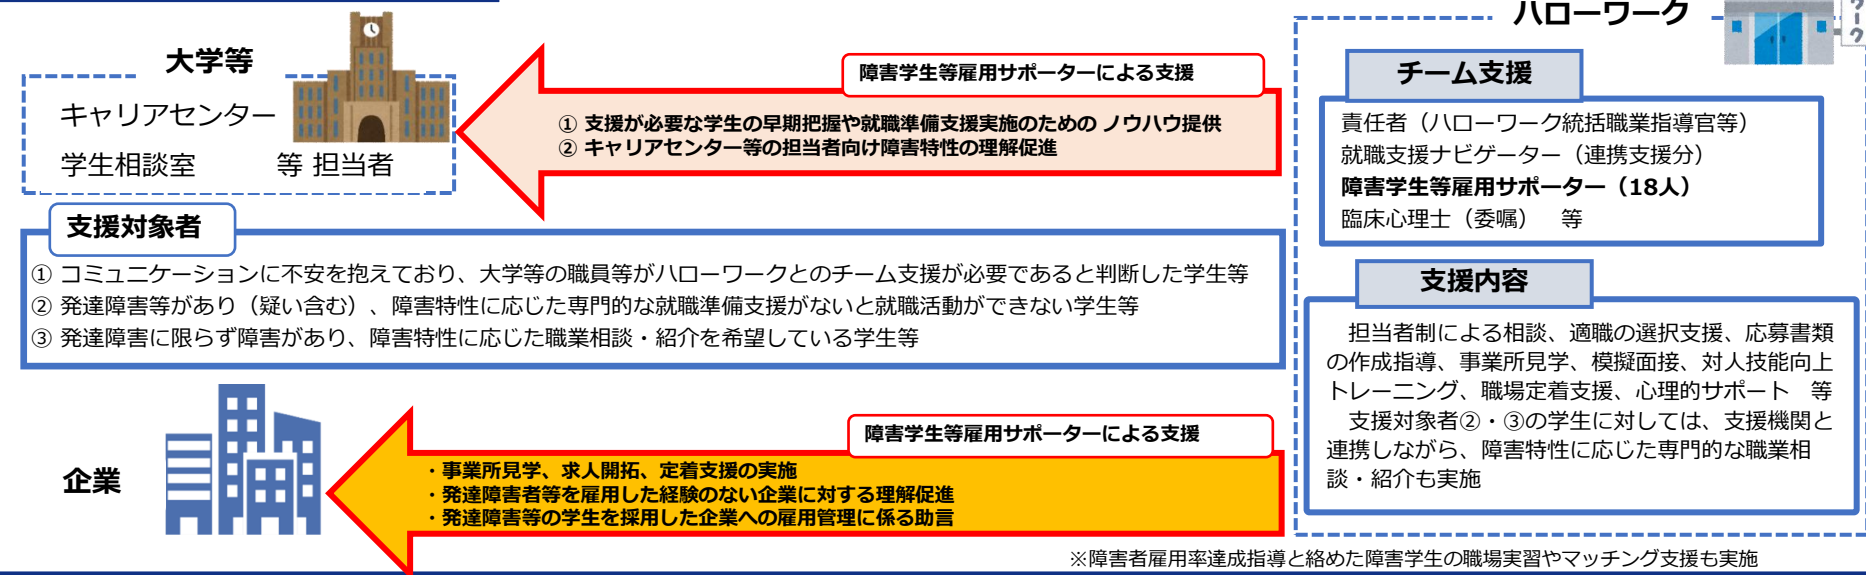 大学等
キャリアセンター
学生相談室　　　等 担当者
障害学生等雇用サポーターによる支援
① 支援が必要な学生の早期把握や就職準備支援実施のための ノウハウ提供
② キャリアセンター等の担当者向け障害特性の理解促進
支援対象者
① コミュニケーションに不安を抱えており、大学等の職員等がハローワークとのチーム支援が必要であると判断した学生等
② 発達障害等があり（疑い含む）、障害特性に応じた専門的な就職準備支援がないと就職活動ができない学生等
③ 発達障害に限らず障害があり、障害特性に応じた職業相談・紹介を希望している学生等
企業
障害学生等雇用サポーターによる支援
・事業所見学、求人開拓、定着支援の実施
・発達障害者等を雇用した経験のない企業に対する理解促進
・発達障害等の学生を採用した企業への雇用管理に係る助言
ハローワーク
ワーク
チーム支援
責任者（ハローワーク統括職業指導官等）
就職支援ナビゲーター（連携支援分）
障害学生等雇用サポーター（18人）
臨床心理士（委嘱）　等
支援内容
担当者制による相談、適職の選択支援、応募書類
の作成指導、事業所見学、模擬面接、対人技能向上
トレーニング、職場定着支援、心理的サポート　等
支援対象者②・③の学生に対しては、支援機関と
連携しながら、障害特性に応じた専門的な職業相
談・紹介も実施
※障害者雇用率達成指導と絡めた障害学生の職場実習やマッチング支援も実施